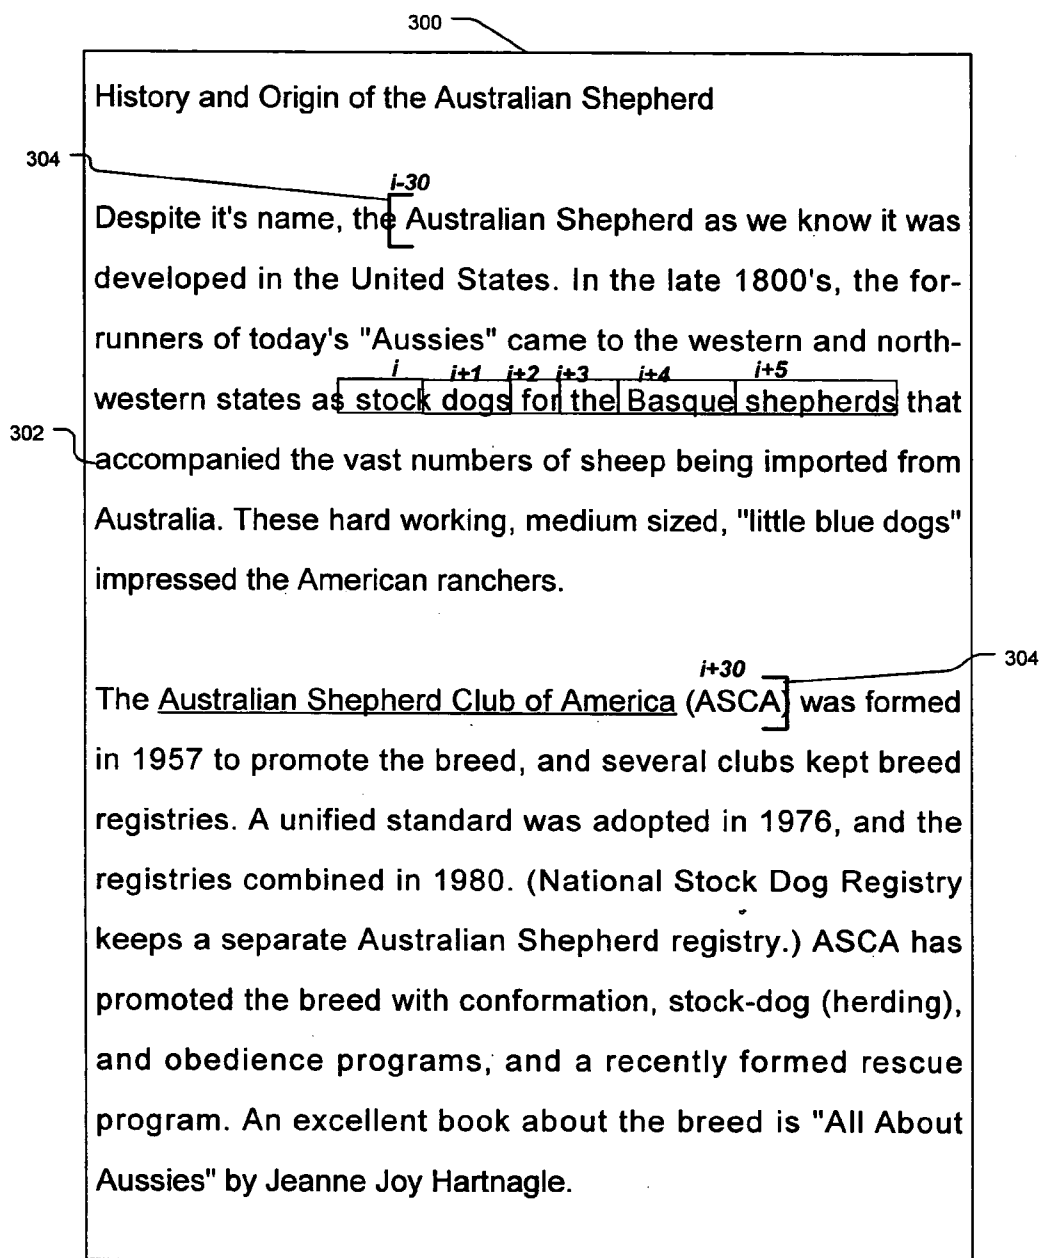 300
History and Origin of the Australian Shepherd
304
i-30
Despite it's name, the Australian Shepherd as we know it was
developed in the United States. In the late 1800's, the for-
runners of today's "Aussies" came to the western and north-
i i+1 i+2 i+3 i+4 i+5
western states as stock dogs for the Basque shepherds that
302
accompanied the vast numbers of sheep being imported from
Australia. These hard working, medium sized, "little blue dogs"
impressed the American ranchers.
i+30
304
The Australian Shepherd Club of America (ASCA) was formed
in 1957 to promote the breed, and several clubs kept breed
registries. A unified standard was adopted in 1976, and the
registries combined in 1980. (National Stock Dog Registry
keeps a separate Australian Shepherd registry.) ASCA has
promoted the breed with conformation, stock-dog (herding),
and obedience programs, and a recently formed rescue
program. An excellent book about the breed is "All About
Aussies" by Jeanne Joy Hartnagle.